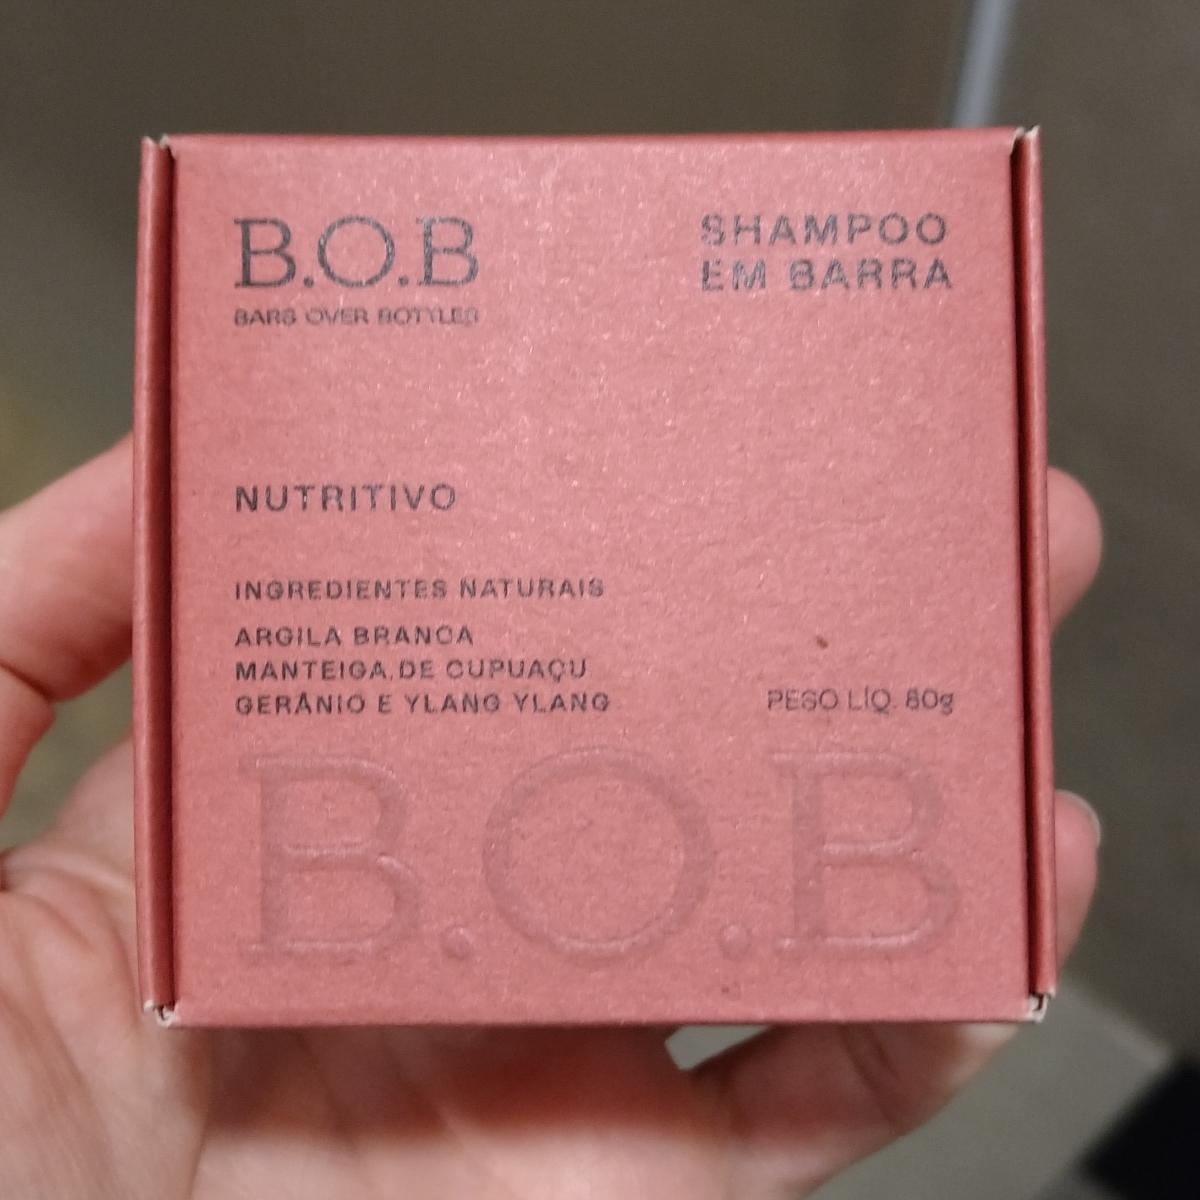 B.O.B
BARS OVER BOTTLES
SHAMPOO
EM BARRA
NUTRITIVO
INGREDIENTES NATURAIS
ARGILA BRANCA
MANTEIGA DE CUPUAÇU
GERÂNIO E YLANG YLANG
PESO LÍQ. 80g
B.O.B